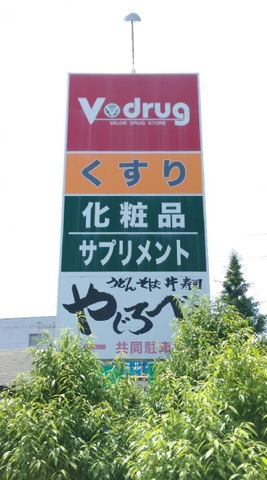 V drug
VALOR DRUG STORE
くすり
化粧品
サプリメント
うどん そば 丼 寿司
やじろべ
共同駐車